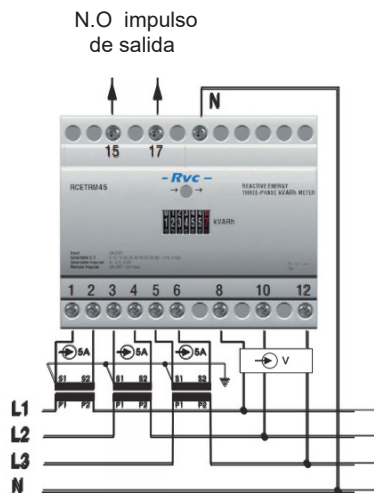 N.O impulso
de salida
N
15 17
- Rvc -
RCETRM45
REACTIVE ENERGY
THREE-PHASE kVARh METER
kVARh
1 2 3 4 5 6 8 10 12
5A 5A 5A V
S1 S2 S1 S2 S1 S2
P1 P2 P1 P2 P1 P2
L1
L2
L3
N